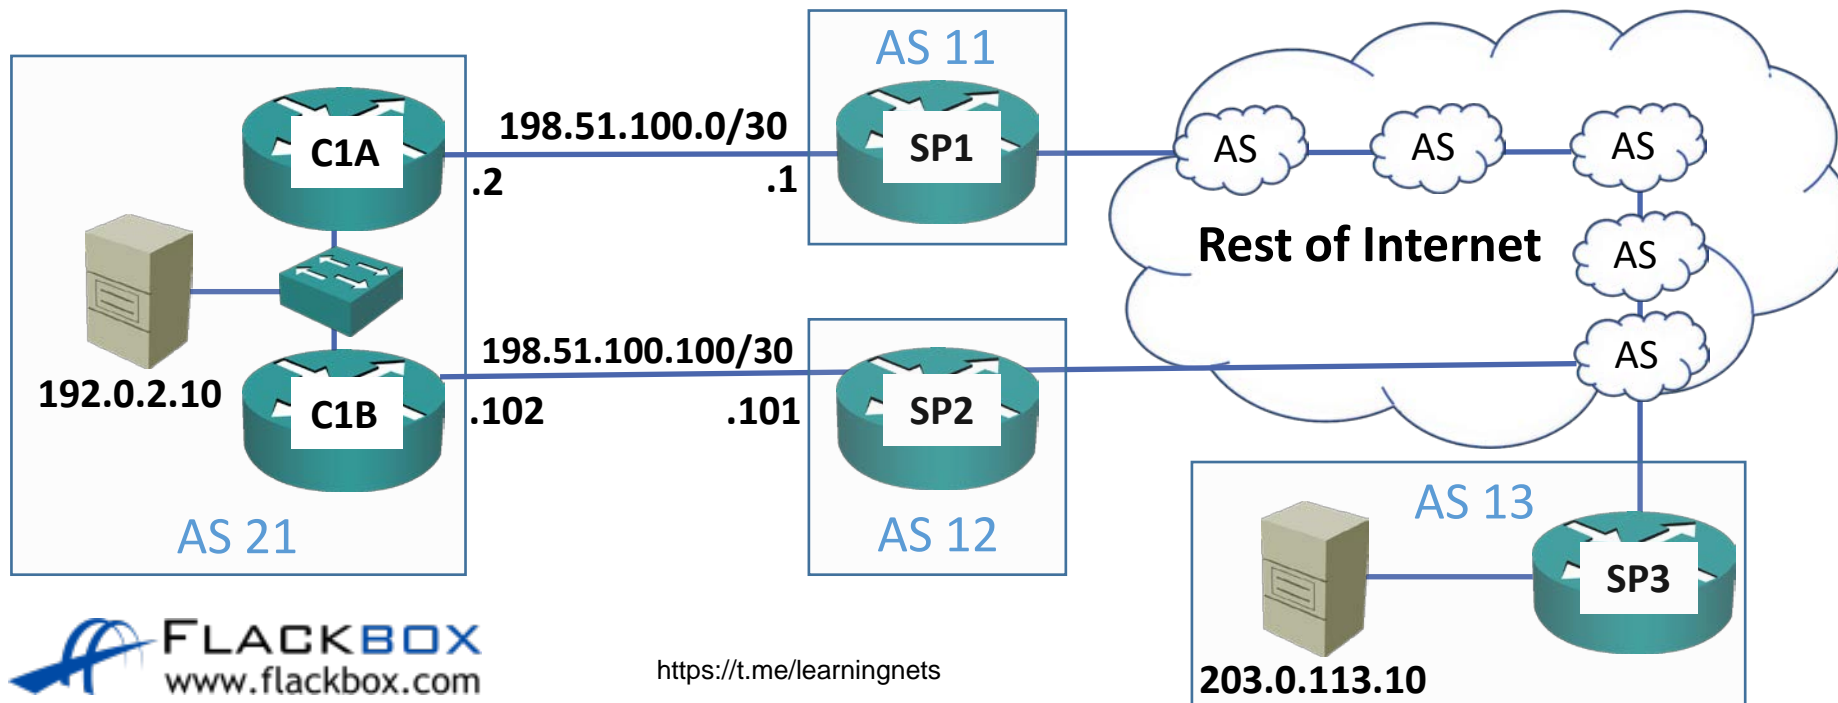 AS 11
198.51.100.0/30
C1A
SP1
.2
.1
AS
AS
AS
Rest of Internet
AS
AS
192.0.2.10
198.51.100.100/30
C1B
SP2
.102
.101
AS 21
AS 12
AS 13
SP3
203.0.113.10
FLACKBOX
www.flackbox.com
https://t.me/learningnets